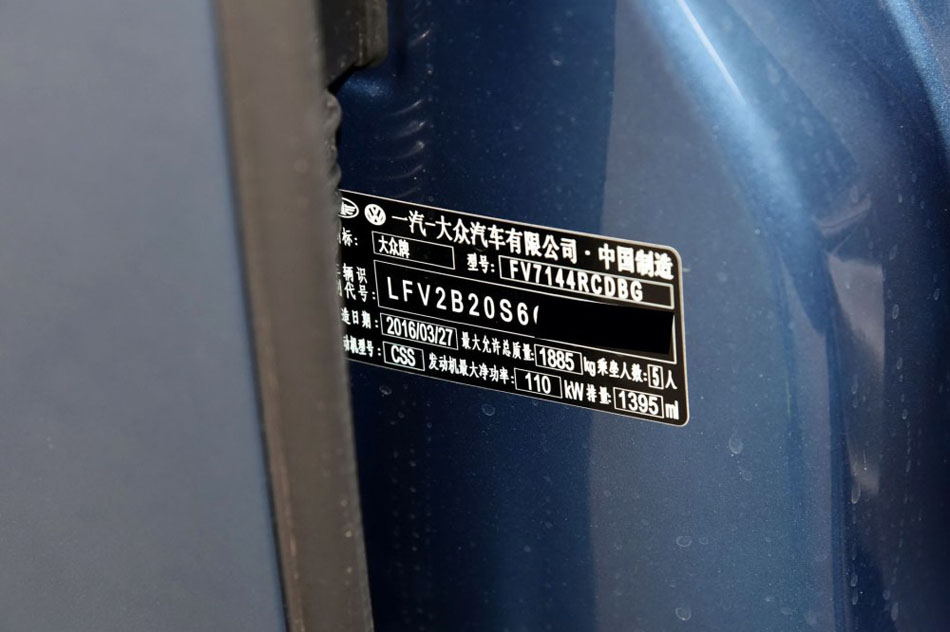 一汽-大众汽车有限公司·中国制造
标: 大众牌 型号: FV7144RCDBG
车辆识
代号: LFV2B20S6
造日期: 2016/03/27 最大允许总质量: 1885 kg 乘坐人数: 5 人
动机型号: CSS 发动机最大净功率: 110 kW 排量: 1395 ml